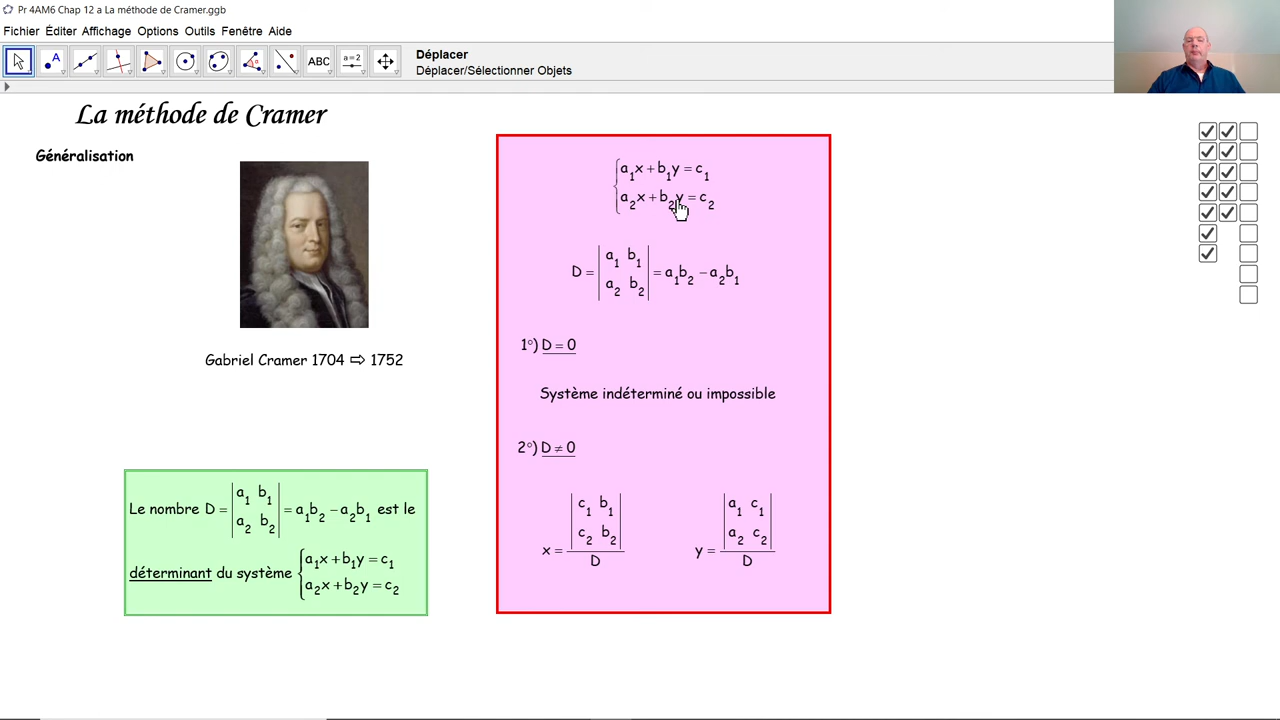 Pr 4AM6 Chap 12 a La méthode de Cramer.ggb
Fichier Éditer Affichage Options Outils Fenêtre Aide
A
ABC
a=2
Déplacer
Déplacer/Sélectionner Objets
La méthode de Cramer
Généralisation
Gabriel Cramer 1704 ⇨ 1752
Le nombre D = | a₁ b₁ | = a₁b₂ – a₂b₁ est le
| a₂ b₂ |
déterminant du système { a₁x + b₁y = c₁
a₂x + b₂y = c₂
{ a₁x + b₁y = c₁
a₂x + b₂y = c₂
D = | a₁ b₁ | = a₁b₂ – a₂b₁
| a₂ b₂ |
1°) D = 0
Système indéterminé ou impossible
2°) D ≠ 0
x = | c₁ b₁ |
| c₂ b₂ |
D
y = | a₁ c₁ |
| a₂ c₂ |
D